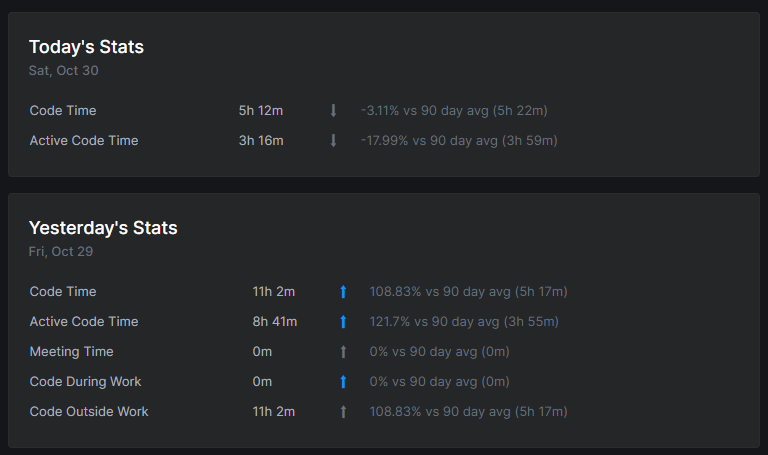 Today's Stats
Sat, Oct 30
Code Time 5h 12m -3.11% vs 90 day avg (5h 22m)
Active Code Time 3h 16m -17.99% vs 90 day avg (3h 59m)
Yesterday's Stats
Fri, Oct 29
Code Time 11h 2m 108.83% vs 90 day avg (5h 17m)
Active Code Time 8h 41m 121.7% vs 90 day avg (3h 55m)
Meeting Time 0m 0% vs 90 day avg (0m)
Code During Work 0m 0% vs 90 day avg (0m)
Code Outside Work 11h 2m 108.83% vs 90 day avg (5h 17m)